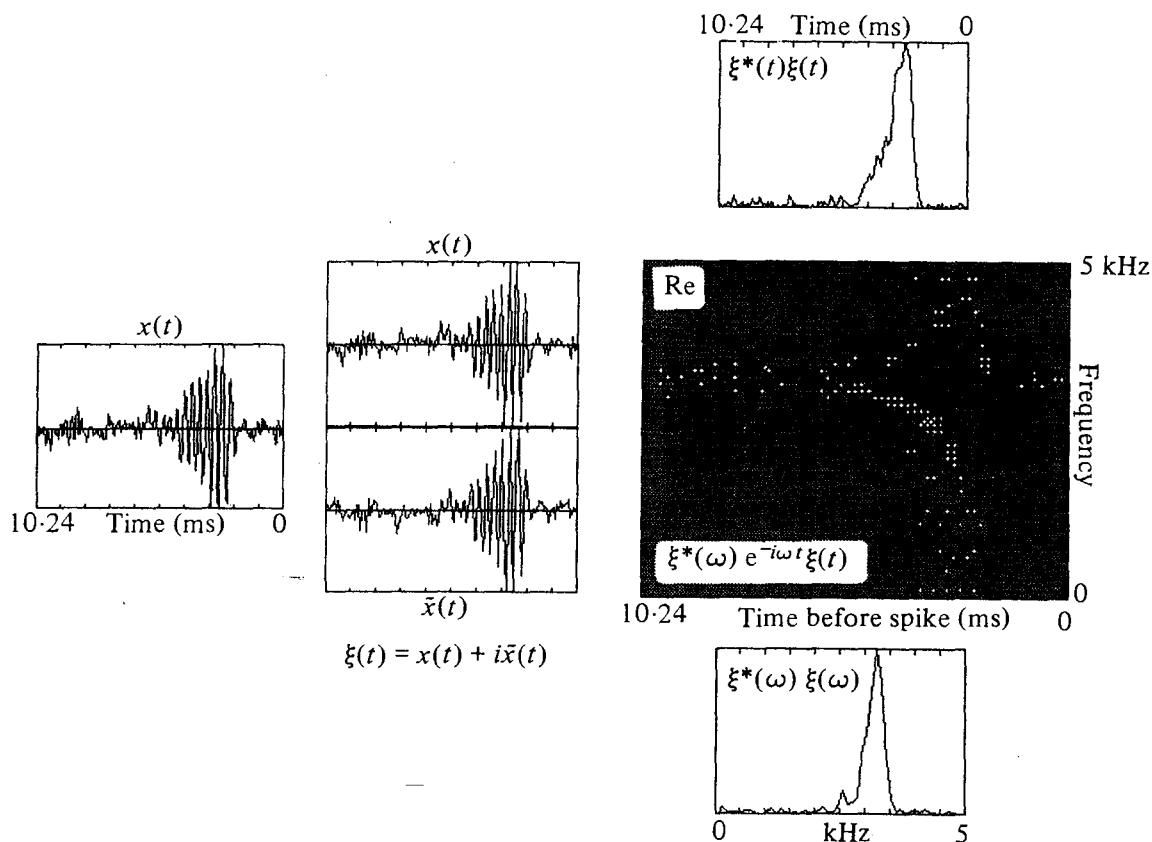 x(t)
10·24 Time (ms) 0
x(t)
x̃(t)
ξ(t) = x(t) + ix̃(t)
10·24 Time (ms) 0
ξ*(t)ξ(t)
Re
5 kHz
Frequency
0
ξ*(ω) e⁻ⁱωᵗ ξ(t)
10·24 Time before spike (ms) 0
ξ*(ω) ξ(ω)
0 kHz 5